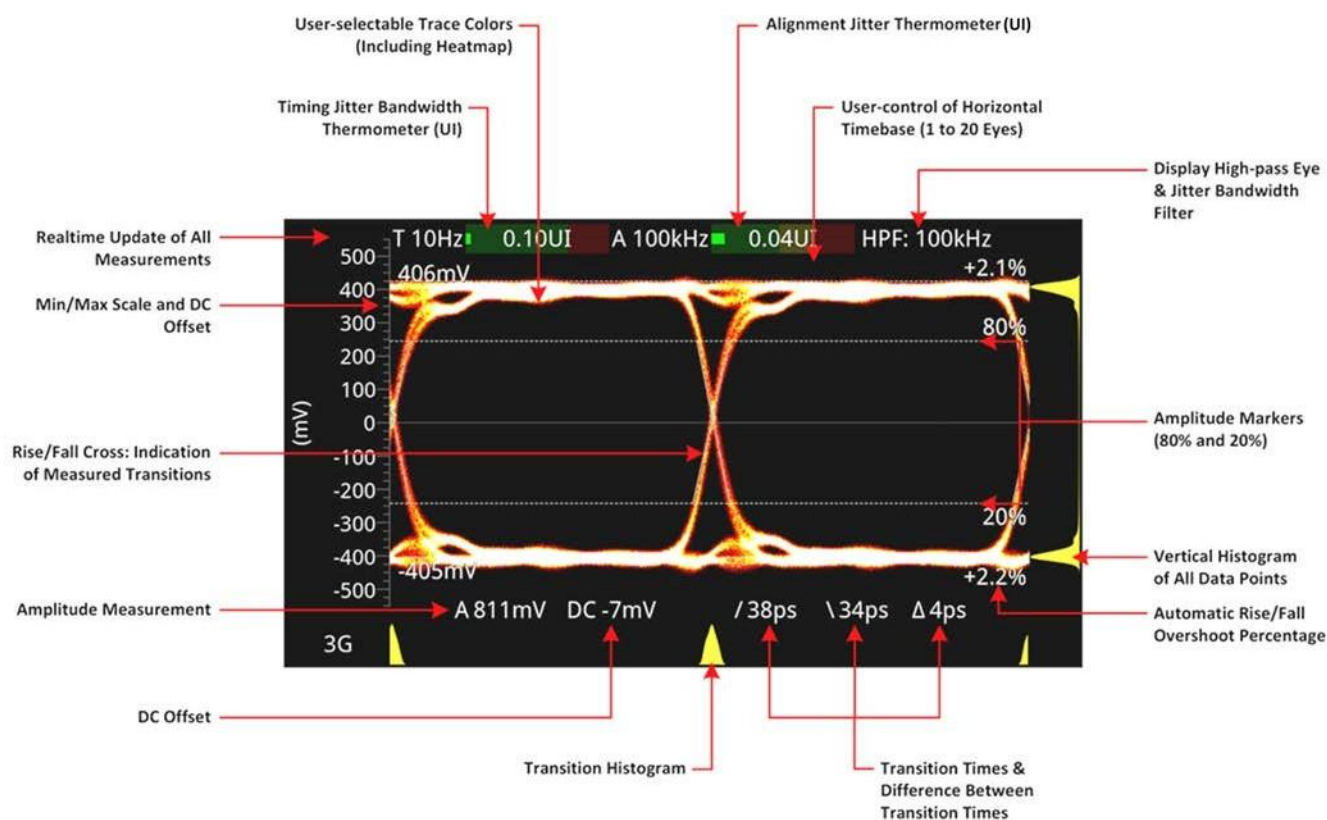 User-selectable Trace Colors
(Including Heatmap)
Alignment Jitter Thermometer (UI)
Timing Jitter Bandwidth
Thermometer (UI)
User-control of Horizontal
Timebase (1 to 20 Eyes)
Display High-pass Eye
& Jitter Bandwidth
Filter
Realtime Update of All
Measurements
T 10Hz 0.10UI A 100kHz 0.04UI HPF: 100kHz
500
406mV +2.1%
400
Min/Max Scale and DC
Offset
300
80%
200
100
0
(mV)
Amplitude Markers
(80% and 20%)
Rise/Fall Cross: Indication
of Measured Transitions
-100
-200
-300
20%
-400
-405mV +2.2%
-500
Vertical Histogram
of All Data Points
Amplitude Measurement
A 811mV DC -7mV / 38ps \ 34ps Δ 4ps
Automatic Rise/Fall
Overshoot Percentage
3G
DC Offset
Transition Histogram
Transition Times &
Difference Between
Transition Times